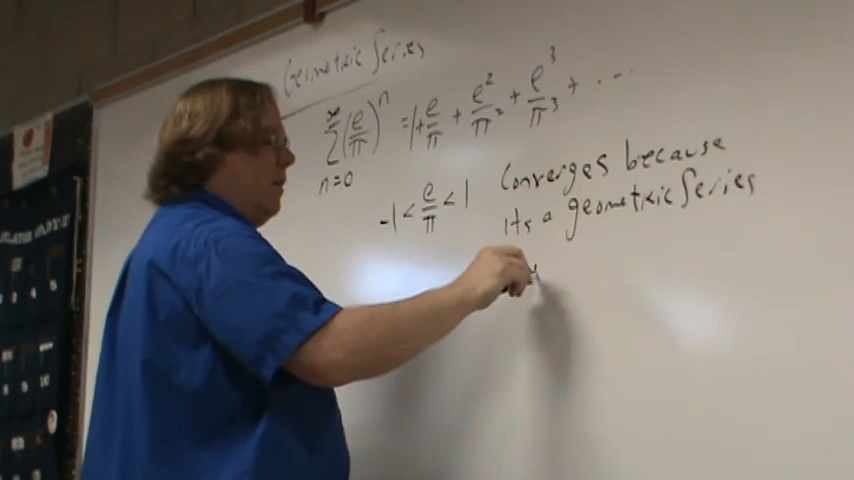 Geometric Series
∞
∑ (e/π)^n = 1 + e/π + e²/π² + e³/π³ + ...
n=0
-1 < e/π < 1
Converges because
its a geometric Series